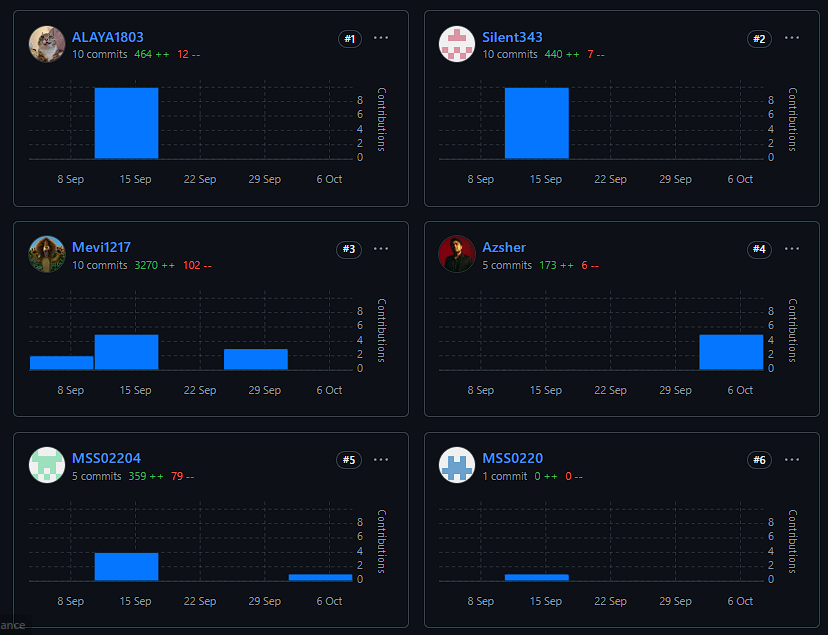 ALAYA1803
#1
10 commits 464 ++ 12 --
8
6
4
2
0
Contributions
8 Sep 15 Sep 22 Sep 29 Sep 6 Oct
Silent343
#2
10 commits 440 ++ 7 --
8
6
4
2
0
Contributions
8 Sep 15 Sep 22 Sep 29 Sep 6 Oct
Mevi1217
#3
10 commits 3270 ++ 102 --
8
6
4
2
0
Contributions
8 Sep 15 Sep 22 Sep 29 Sep 6 Oct
Azsher
#4
5 commits 173 ++ 6 --
8
6
4
2
0
Contributions
8 Sep 15 Sep 22 Sep 29 Sep 6 Oct
MSS02204
#5
5 commits 359 ++ 79 --
8
6
4
2
0
Contributions
8 Sep 15 Sep 22 Sep 29 Sep 6 Oct
MSS0220
#6
1 commit 0 ++ 0 --
8
6
4
2
0
Contributions
8 Sep 15 Sep 22 Sep 29 Sep 6 Oct
ance